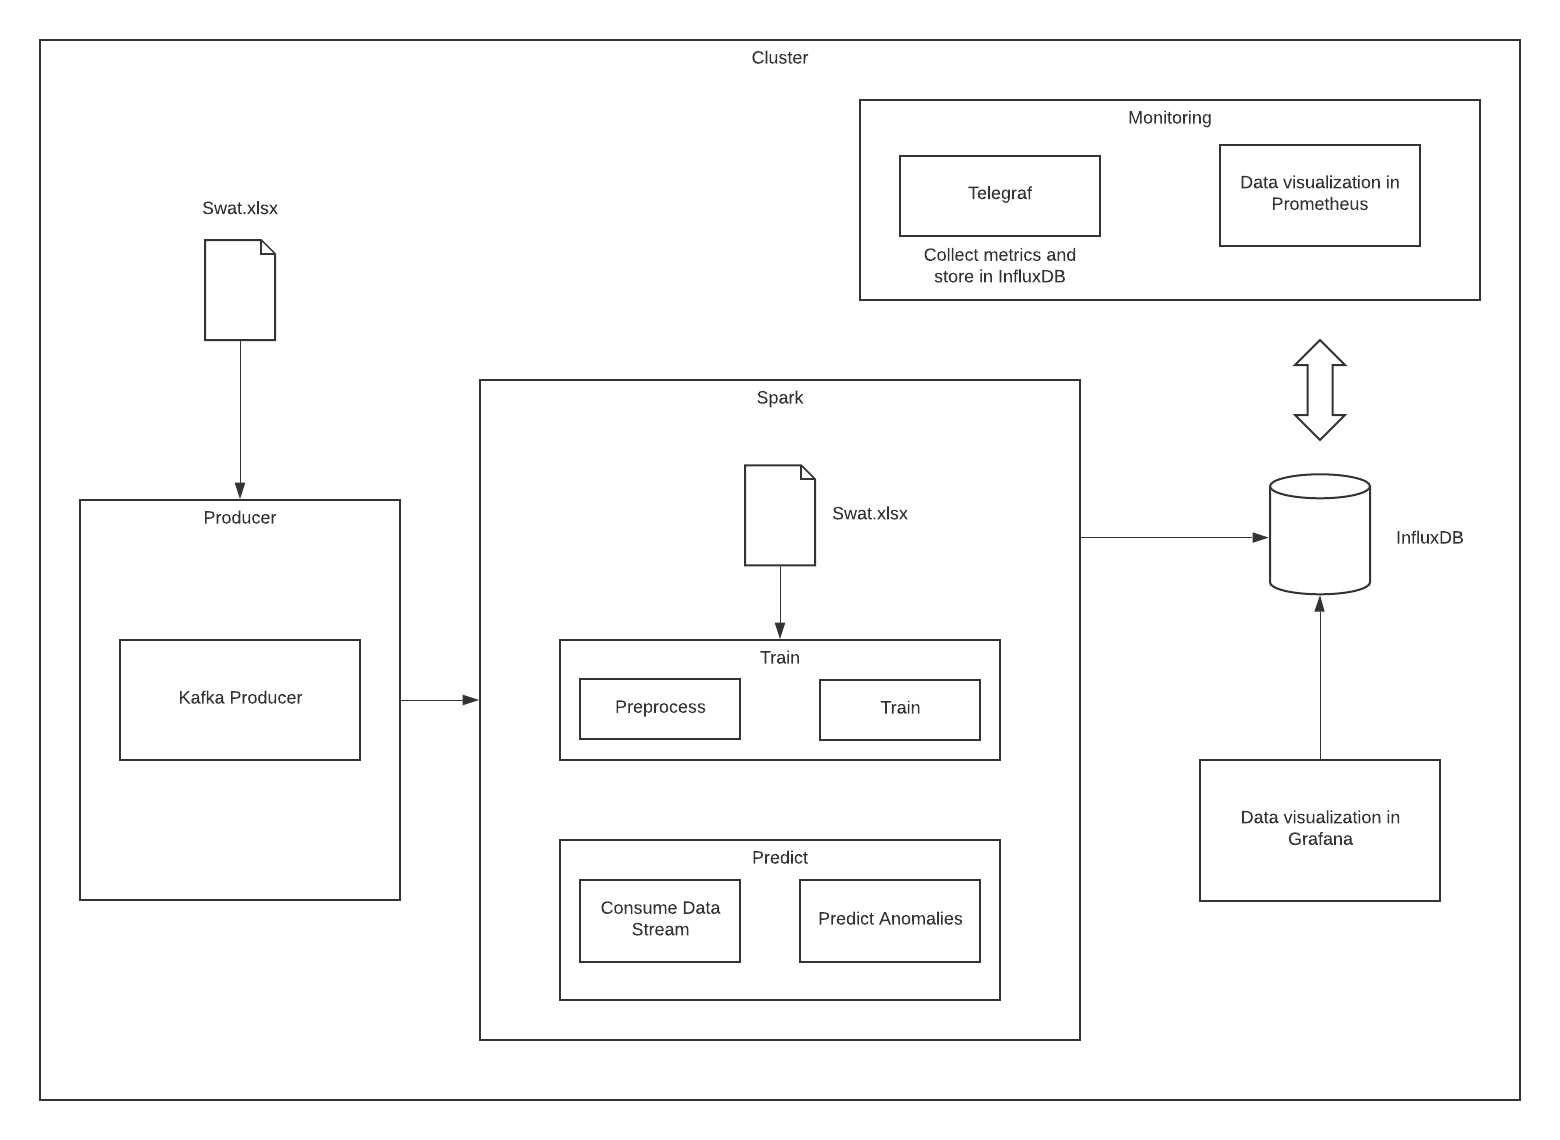 Cluster
Monitoring
Telegraf
Collect metrics and
store in InfluxDB
Data visualization in
Prometheus
Swat.xlsx
Producer
Kafka Producer
Spark
Swat.xlsx
Train
Preprocess
Train
Predict
Consume Data
Stream
Predict Anomalies
InfluxDB
Data visualization in
Grafana